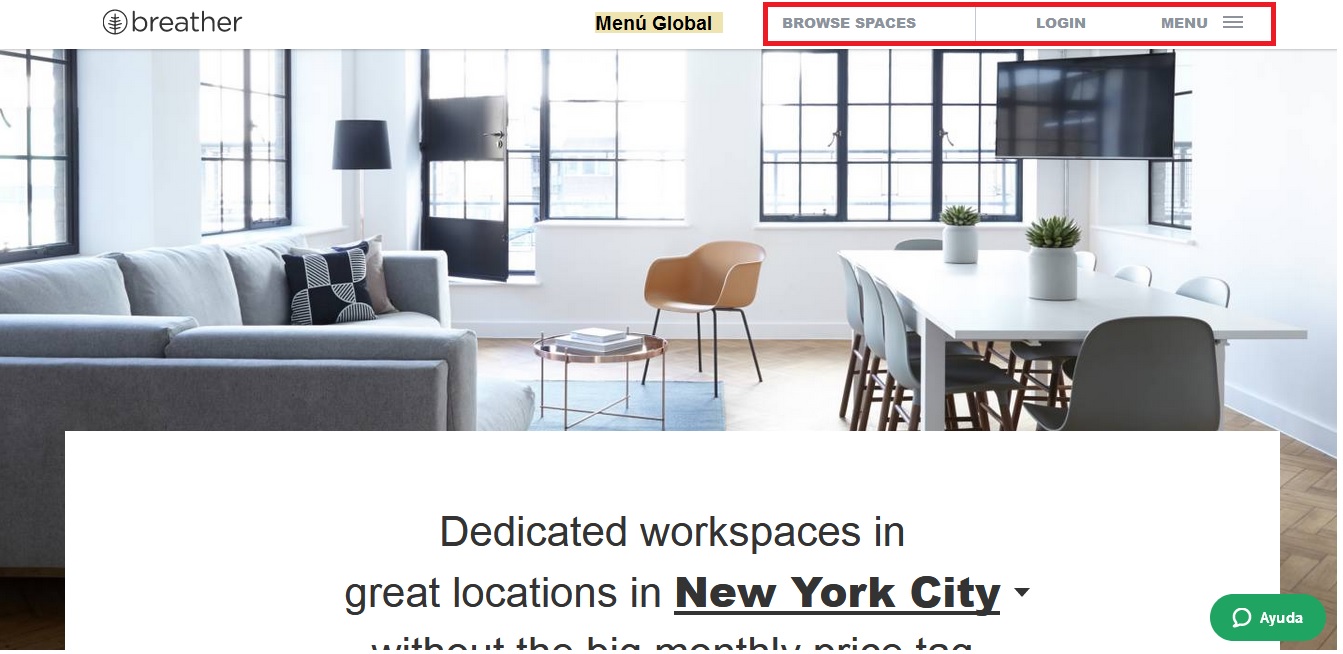 breather
Menú Global
BROWSE SPACES
LOGIN
MENU
Dedicated workspaces in
great locations in New York City
without the big monthly price tag
Ayuda